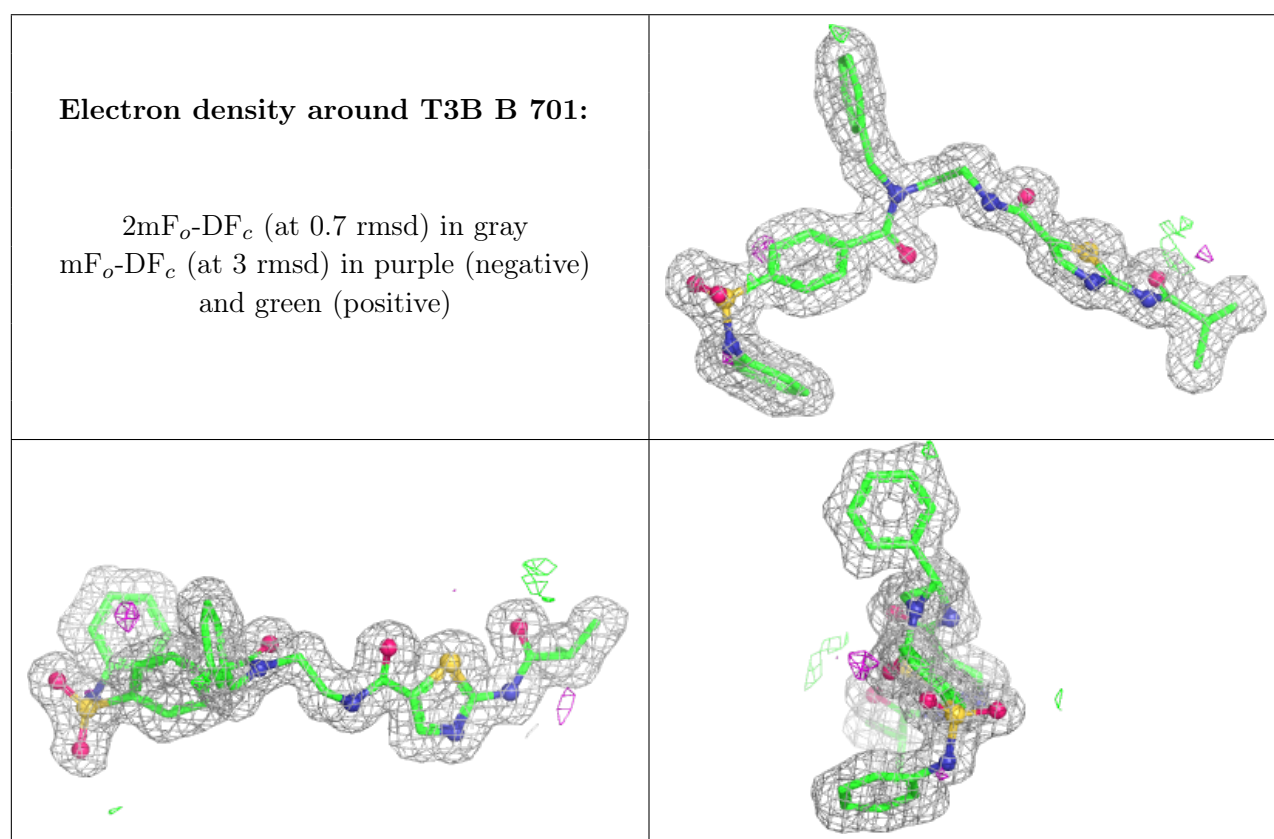 Electron density around T3B B 701:
2mFo-DFc (at 0.7 rmsd) in gray
mFo-DFc (at 3 rmsd) in purple (negative)
and green (positive)